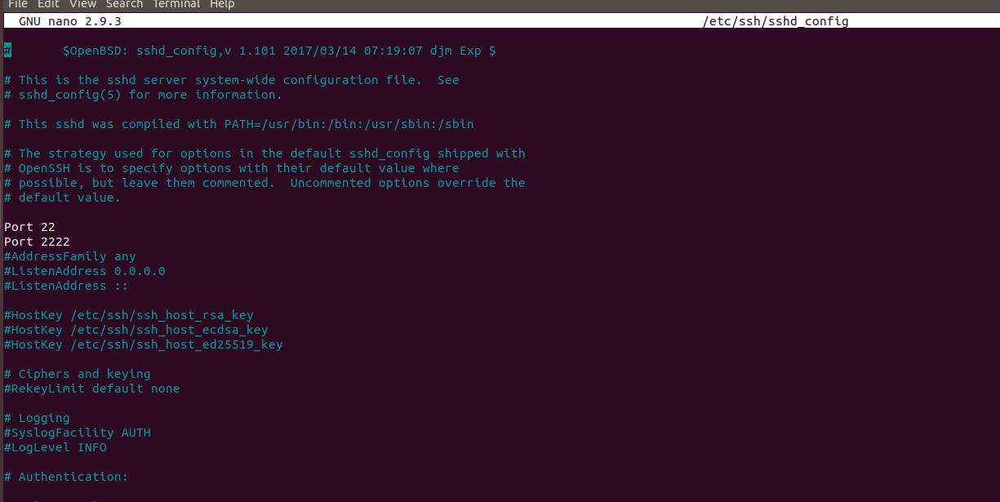 File Edit View Search Terminal Help
GNU nano 2.9.3 /etc/ssh/sshd_config
# $OpenBSD: sshd_config,v 1.101 2017/03/14 07:19:07 djm Exp $
# This is the sshd server system-wide configuration file. See
# sshd_config(5) for more information.
# This sshd was compiled with PATH=/usr/bin:/bin:/usr/sbin:/sbin
# The strategy used for options in the default sshd_config shipped with
# OpenSSH is to specify options with their default value where
# possible, but leave them commented. Uncommented options override the
# default value.
Port 22
Port 2222
#AddressFamily any
#ListenAddress 0.0.0.0
#ListenAddress ::
#HostKey /etc/ssh/ssh_host_rsa_key
#HostKey /etc/ssh/ssh_host_ecdsa_key
#HostKey /etc/ssh/ssh_host_ed25519_key
# Ciphers and keying
#RekeyLimit default none
# Logging
#SyslogFacility AUTH
#LogLevel INFO
# Authentication: